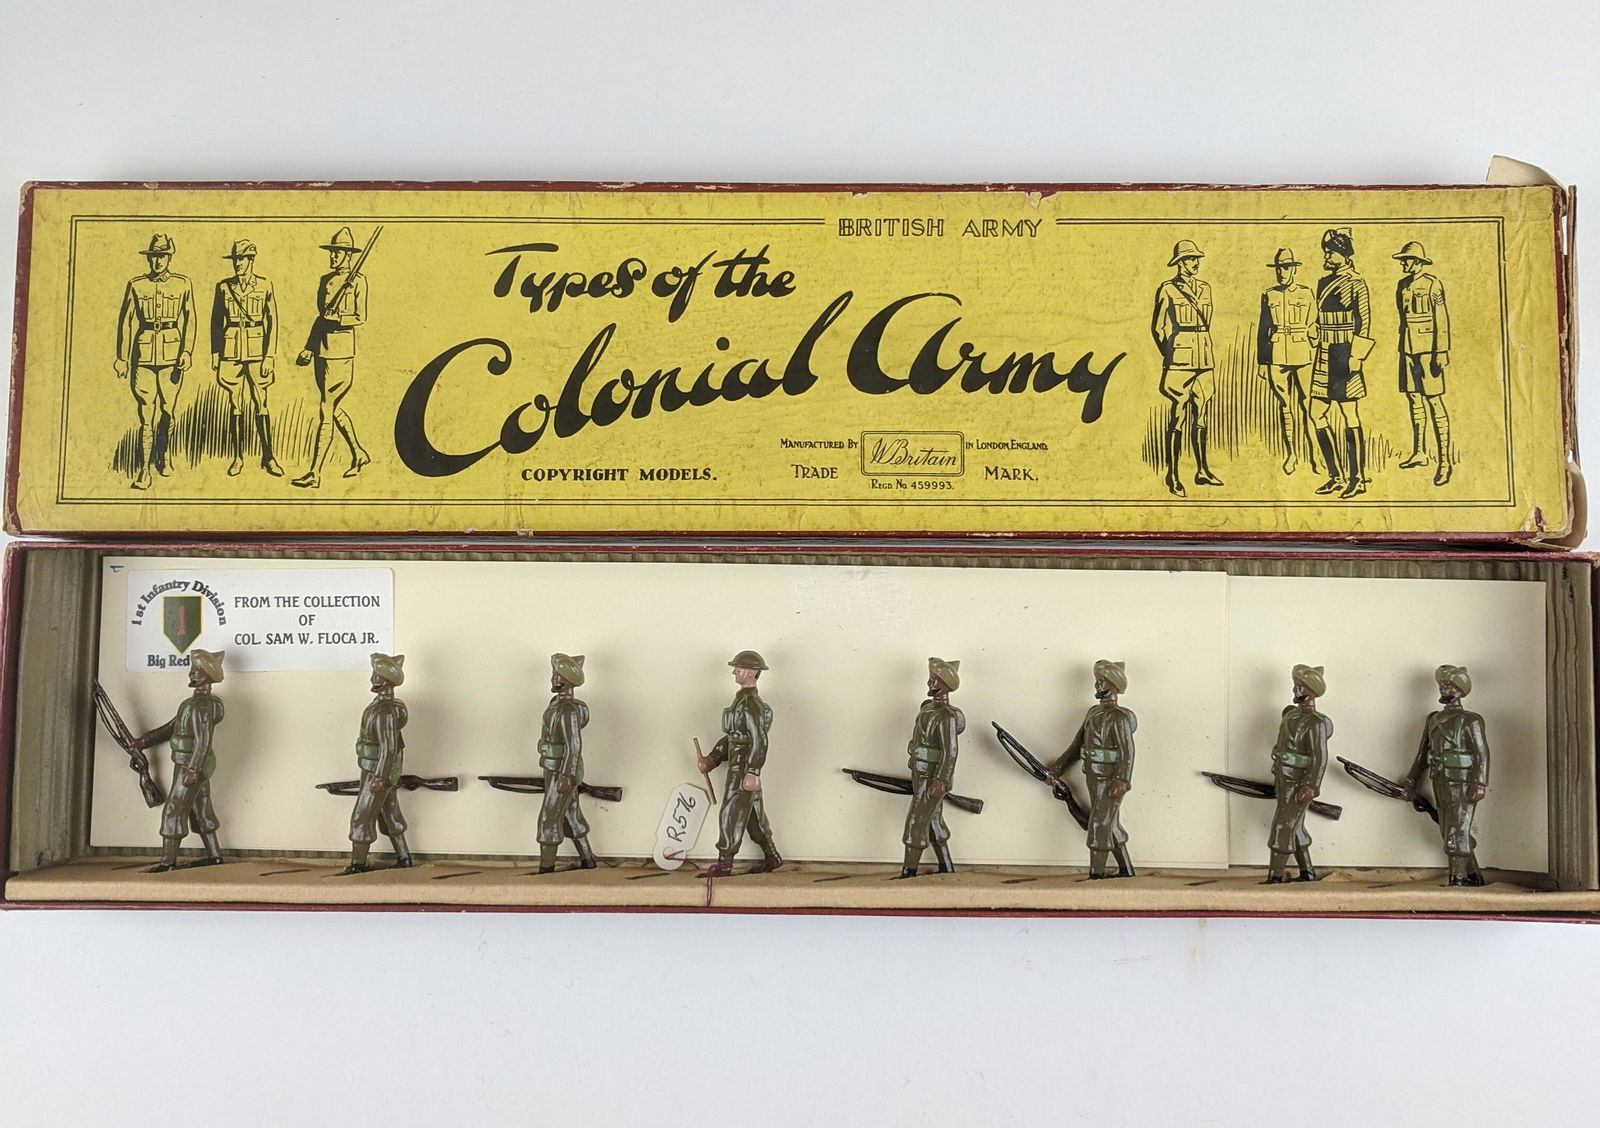 BRITISH ARMY
Types of the
Colonial Army
COPYRIGHT MODELS.
MANUFACTURED BY W Britain IN LONDON, ENGLAND.
TRADE MARK.
REGD. No. 459993.
1st Infantry Division
1
Big Red
FROM THE COLLECTION
OF
COL. SAM W. FLOCA JR.
R576